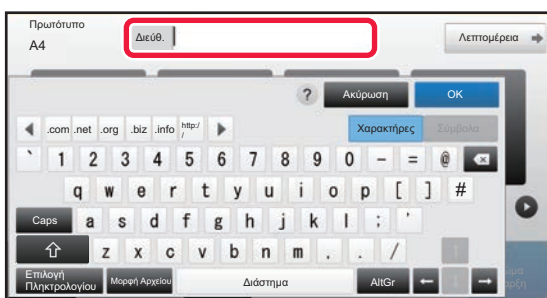 Πρωτότυπο
A4
Διεύθ.
Λεπτομέρεια
? Ακύρωση OK
.com .net .org .biz .info http:/
/
Χαρακτήρες Σύμβολα
` 1 2 3 4 5 6 7 8 9 0 - = @
q w e r t y u i o p [ ] #
Caps a s d f g h j k l ; '
z x c v b n m . . /
Επιλογή
Πληκτρολογίου
Μορφή Αρχείου
Διάστημα
AltGr